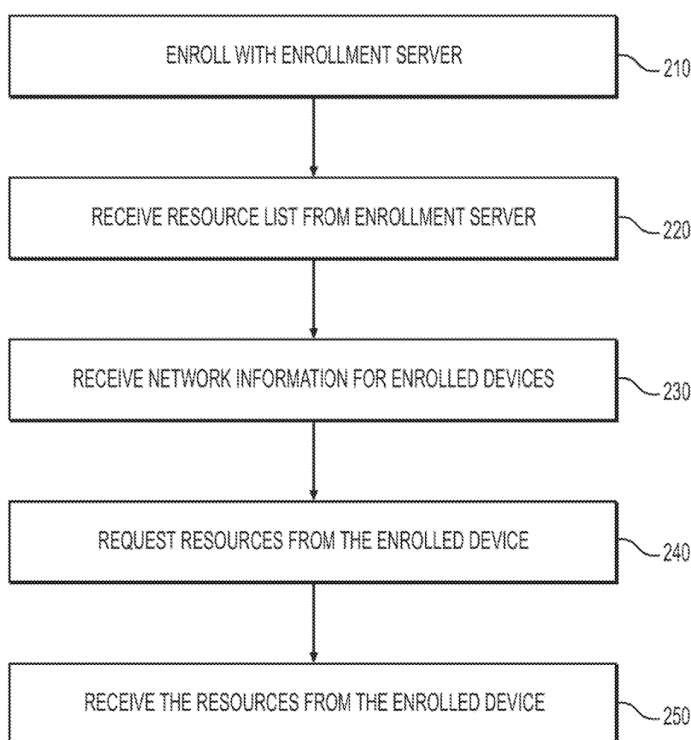 ENROLL WITH ENROLLMENT SERVER
210
RECEIVE RESOURCE LIST FROM ENROLLMENT SERVER
220
RECEIVE NETWORK INFORMATION FOR ENROLLED DEVICES
230
REQUEST RESOURCES FROM THE ENROLLED DEVICE
240
RECEIVE THE RESOURCES FROM THE ENROLLED DEVICE
250